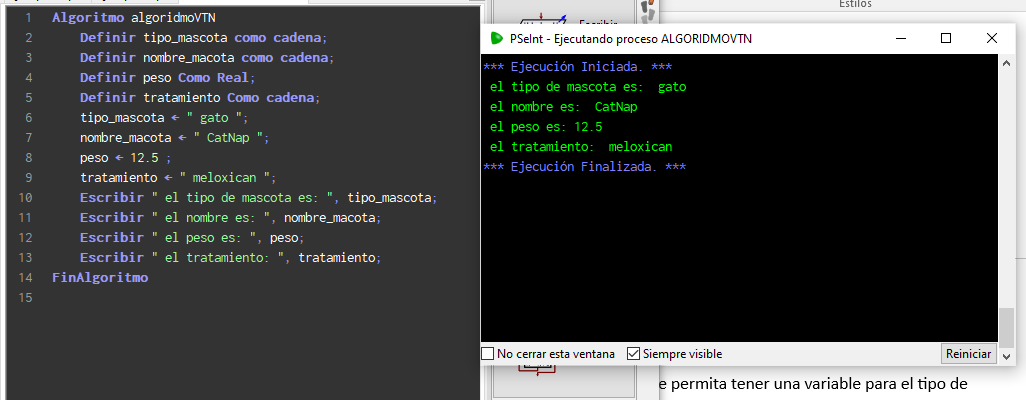 Estilos
1 Algoritmo algoridmoVTN
2 Definir tipo_mascota como cadena;
3 Definir nombre_macota como cadena;
4 Definir peso Como Real;
5 Definir tratamiento Como cadena;
6 tipo_mascota ← " gato ";
7 nombre_macota ← " CatNap ";
8 peso ← 12.5 ;
9 tratamiento ← " meloxican ";
10 Escribir " el tipo de mascota es: ", tipo_mascota;
11 Escribir " el nombre es: ", nombre_macota;
12 Escribir " el peso es: ", peso;
13 Escribir " el tratamiento: ", tratamiento;
14 FinAlgoritmo
15
Escribir
PSeInt - Ejecutando proceso ALGORIDMOVTN
*** Ejecución Iniciada. ***
el tipo de mascota es:  gato
el nombre es:  CatNap
el peso es: 12.5
el tratamiento:  meloxican
*** Ejecución Finalizada. ***
No cerrar esta ventana Siempre visible Reiniciar
e permita tener una variable para el tipo de